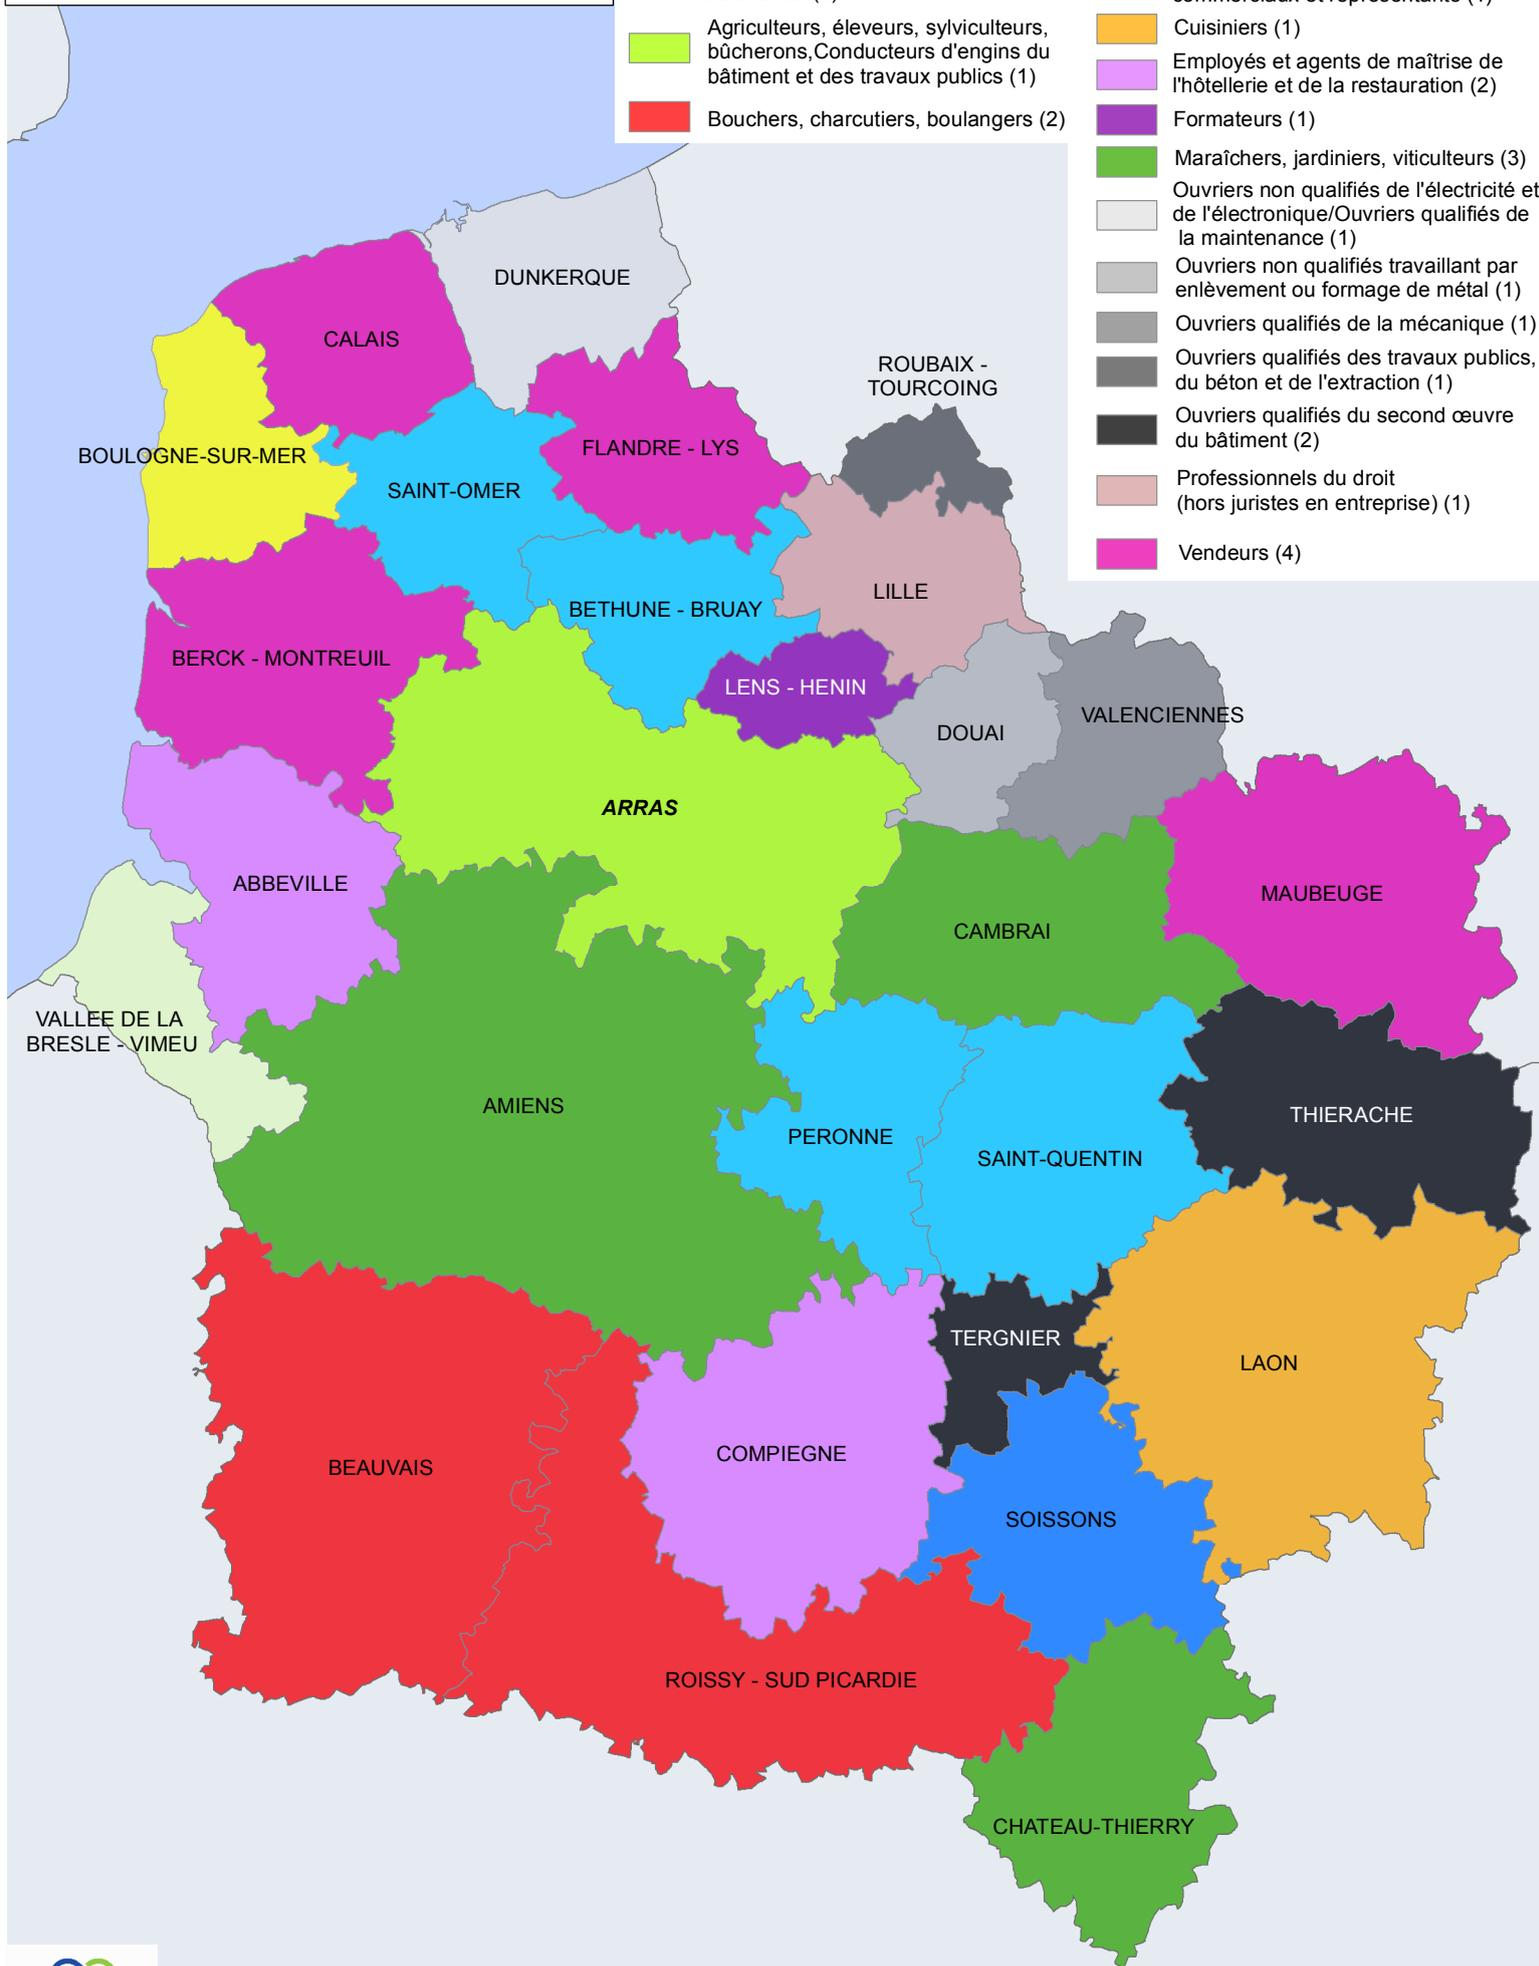 Agriculteurs, éleveurs, sylviculteurs,
bûcherons,Conducteurs d'engins du
bâtiment et des travaux publics (1)
Bouchers, charcutiers, boulangers (2)
commerciaux et représentants (1)
Cuisiniers (1)
Employés et agents de maîtrise de
l'hôtellerie et de la restauration (2)
Formateurs (1)
Maraîchers, jardiniers, viticulteurs (3)
Ouvriers non qualifiés de l'électricité et
de l'électronique/Ouvriers qualifiés de
la maintenance (1)
Ouvriers non qualifiés travaillant par
enlèvement ou formage de métal (1)
Ouvriers qualifiés de la mécanique (1)
Ouvriers qualifiés des travaux publics,
du béton et de l'extraction (1)
Ouvriers qualifiés du second œuvre
du bâtiment (2)
Professionnels du droit
(hors juristes en entreprise) (1)
Vendeurs (4)
DUNKERQUE
CALAIS
ROUBAIX -
TOURCOING
FLANDRE - LYS
BOULOGNE-SUR-MER
SAINT-OMER
LILLE
BETHUNE - BRUAY
BERCK - MONTREUIL
LENS - HENIN
VALENCIENNES
DOUAI
ARRAS
ABBEVILLE
MAUBEUGE
CAMBRAI
VALLEE DE LA
BRESLE - VIMEU
AMIENS
THIERACHE
PERONNE
SAINT-QUENTIN
TERGNIER
LAON
COMPIEGNE
BEAUVAIS
SOISSONS
ROISSY - SUD PICARDIE
CHATEAU-THIERRY